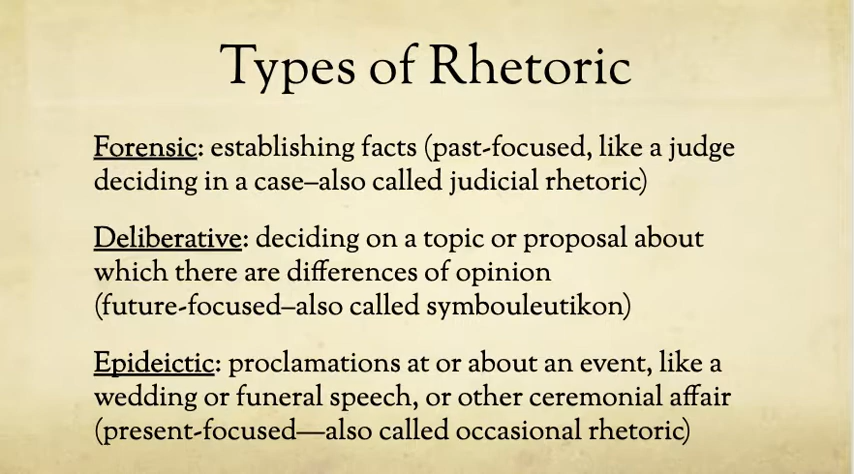 Types of Rhetoric
Forensic: establishing facts (past-focused, like a judge
deciding in a case–also called judicial rhetoric)
Deliberative: deciding on a topic or proposal about
which there are differences of opinion
(future-focused–also called symbouleutikon)
Epideictic: proclamations at or about an event, like a
wedding or funeral speech, or other ceremonial affair
(present-focused—also called occasional rhetoric)